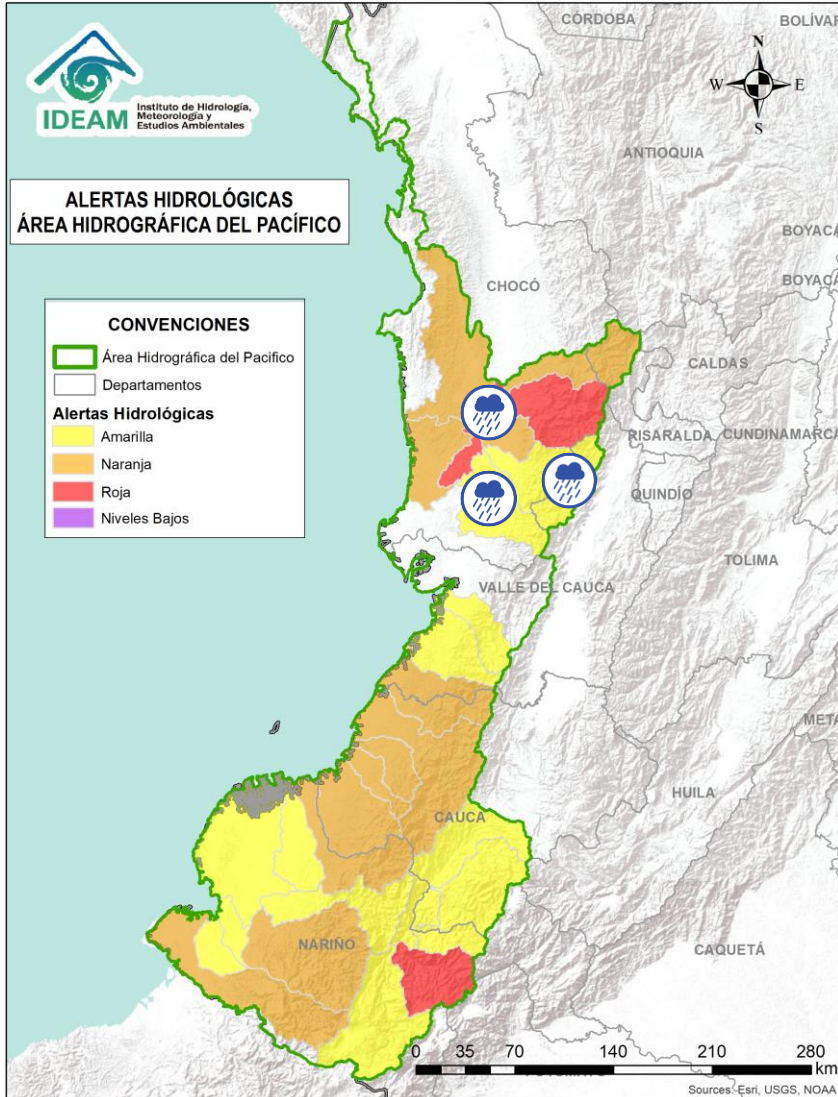 CÓRDOBA
BOLÍVAR
IDEAM
Instituto de Hidrología,
Meteorología y
Estudios Ambientales
N
W
E
S
ANTIOQUIA
ALERTAS HIDROLÓGICAS
ÁREA HIDROGRÁFICA DEL PACÍFICO
BOYACÁ
BOYACÁ
CHOCÓ
CONVENCIONES
Área Hidrográfica del Pacifico
Departamentos
Alertas Hidrológicas
Amarilla
Naranja
Roja
Niveles Bajos
CALDAS
RISARALDA
CUNDINAMARCA
QUINDÍO
TOLIMA
VALLE DEL CAUCA
META
HUILA
CAUCA
NARIÑO
CAQUETÁ
0 35 70 140 210 280
km
Sources: Esri, USGS, NOAA